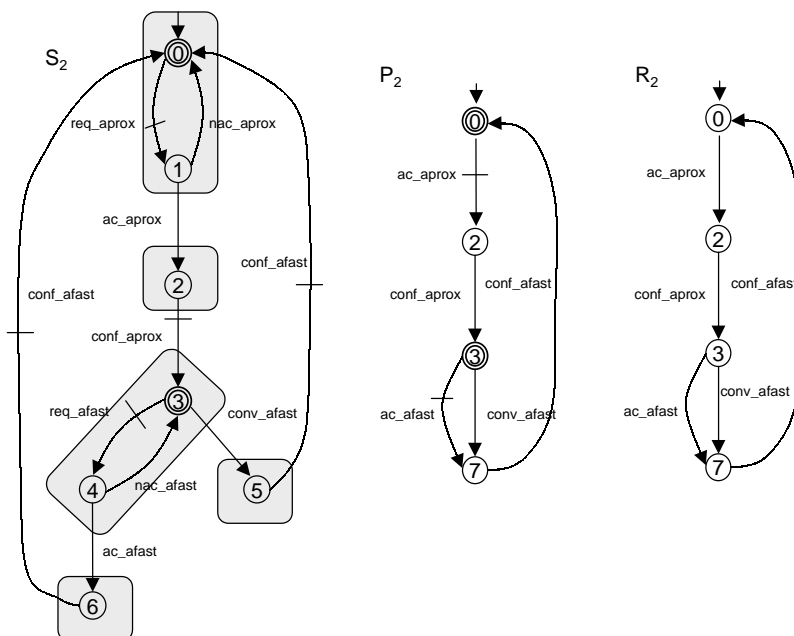 S2
0
req_aprox
nac_aprox
1
ac_aprox
2
conf_afast
conf_afast
conf_aprox
3
req_afast
conv_afast
4
nac_afast
5
ac_afast
6
P2
0
ac_aprox
2
conf_aprox
conf_afast
3
ac_afast
conv_afast
7
R2
0
ac_aprox
2
conf_aprox
conf_afast
3
conv_afast
ac_afast
7